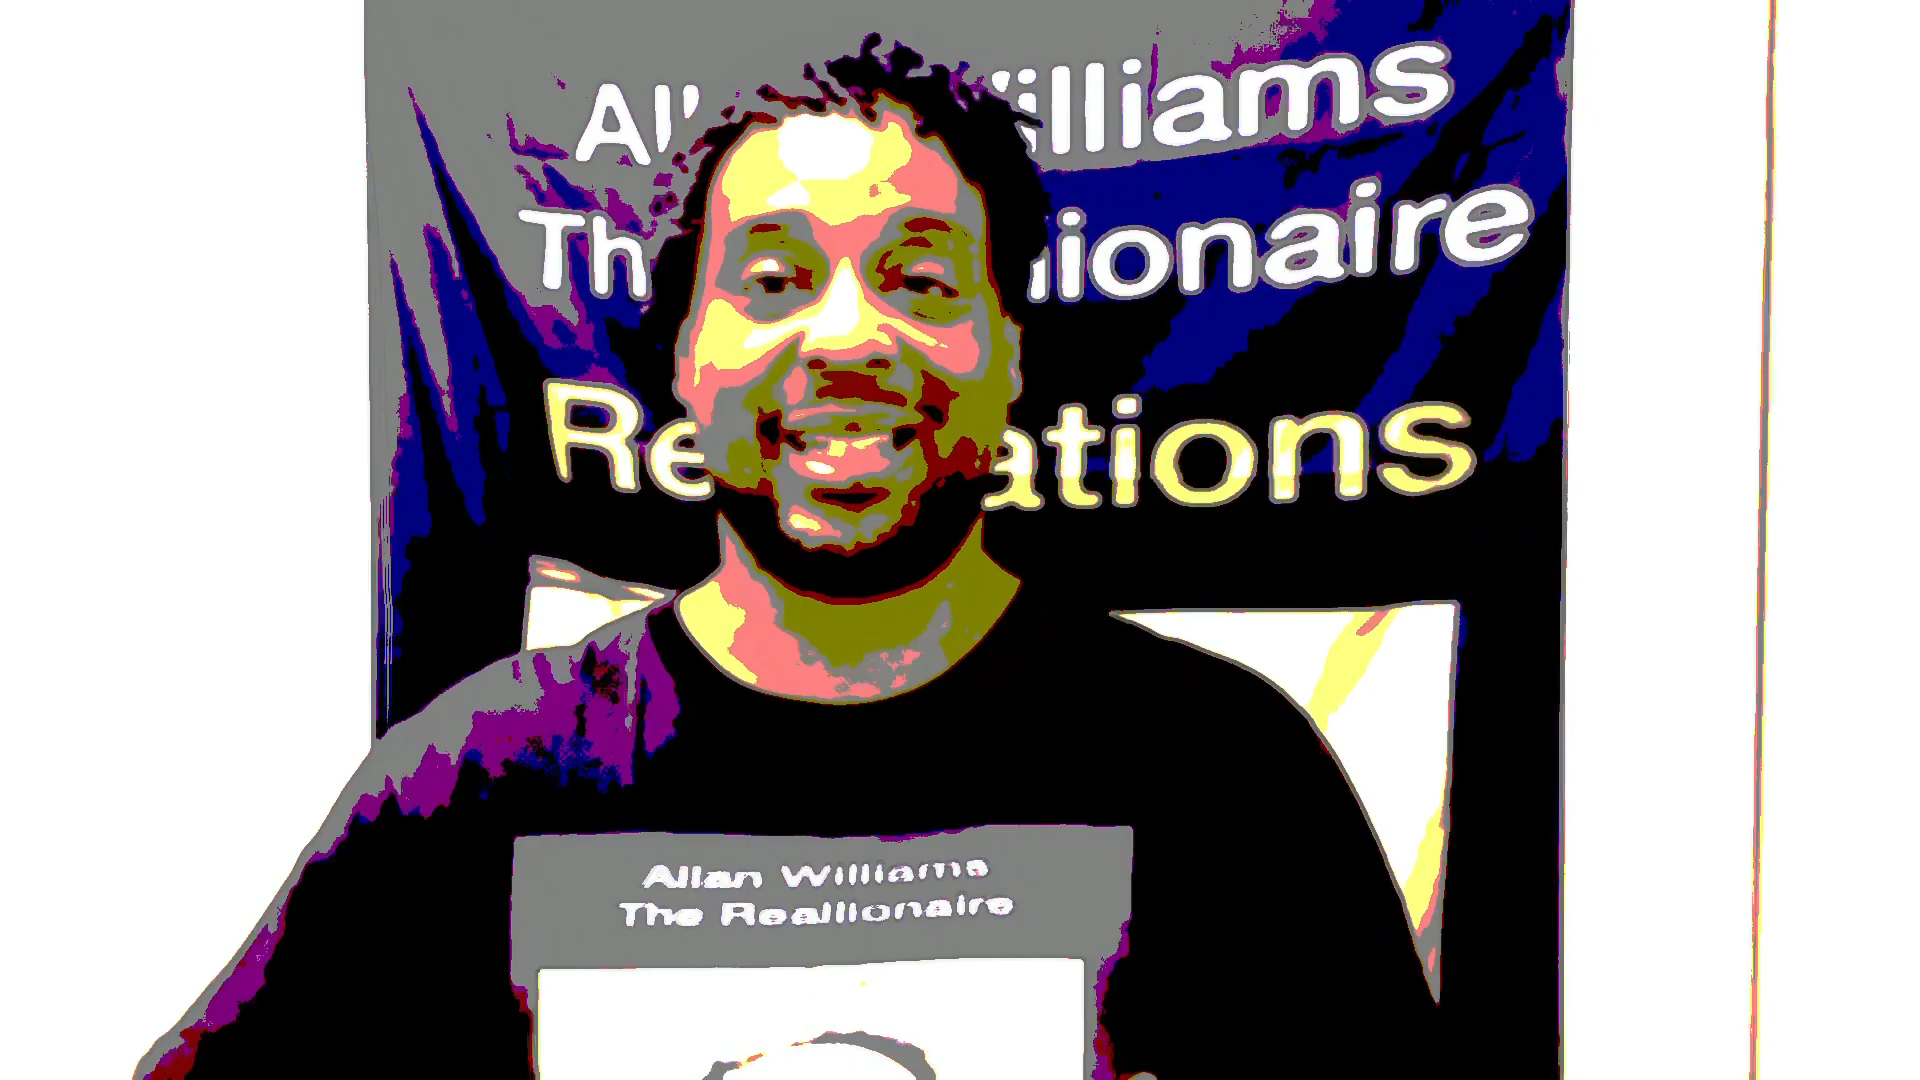 Al illiams
Th ionaire
Re ations
Allan Williams
The Reallionaire